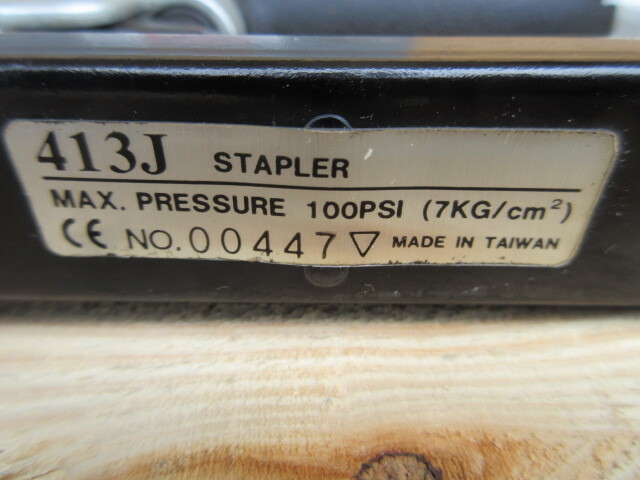 413J STAPLER
MAX. PRESSURE 100PSI (7KG/cm²)
CE NO.00447▽ MADE IN TAIWAN